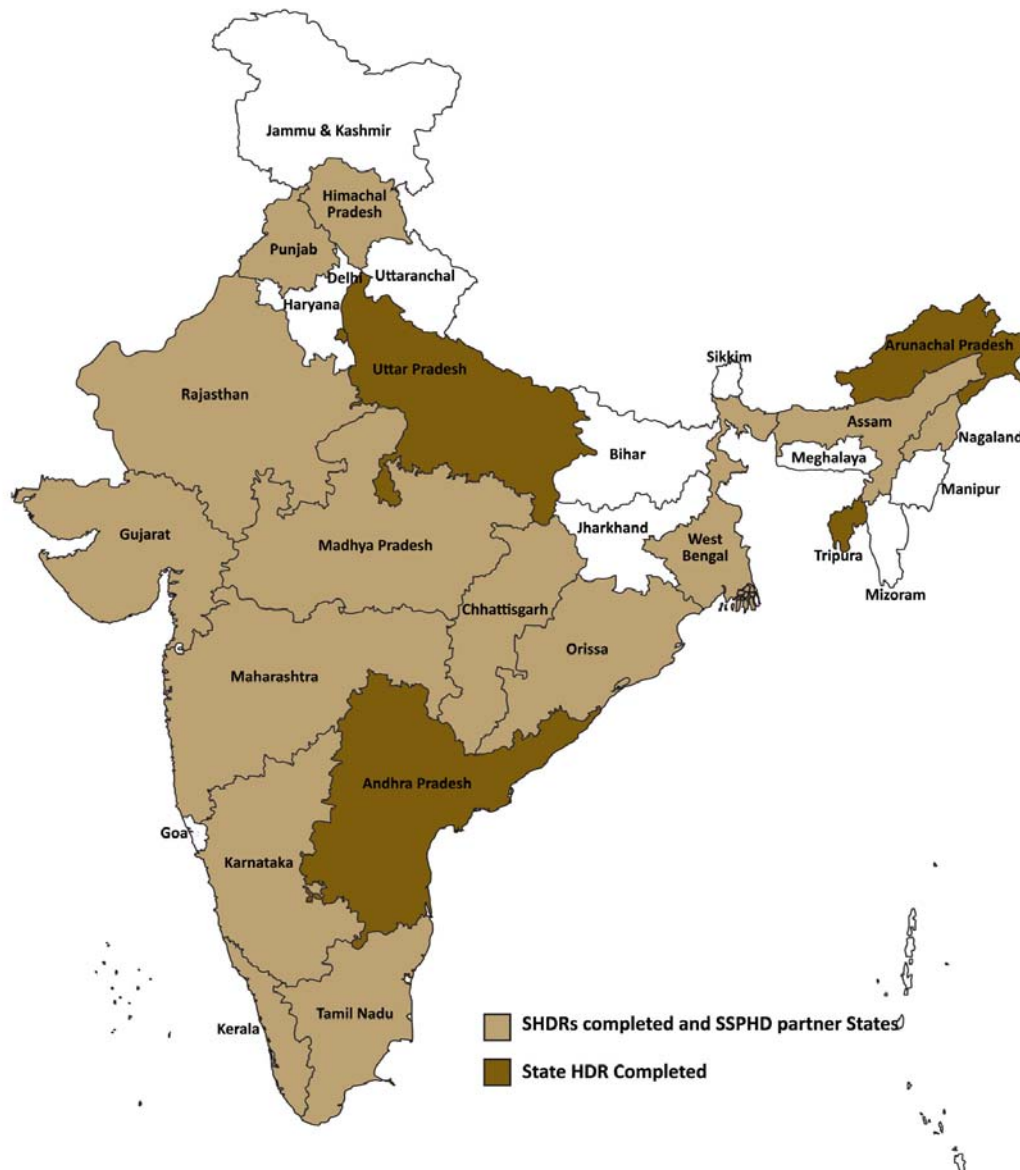 Jammu & Kashmir
Himachal
Pradesh
Punjab
Delhi
Uttaranchal
Haryana
Arunachal Pradesh
Sikkim
Uttar Pradesh
Rajasthan
Assam
Nagaland
Bihar
Meghalaya
Manipur
Jharkhand
Gujarat
Madhya Pradesh
West
Bengal
Tripura
Mizoram
Chhattisgarh
Orissa
Maharashtra
Andhra Pradesh
Goa
Karnataka
Tamil Nadu
Kerala
SHDRs completed and SSPHD partner States
State HDR Completed